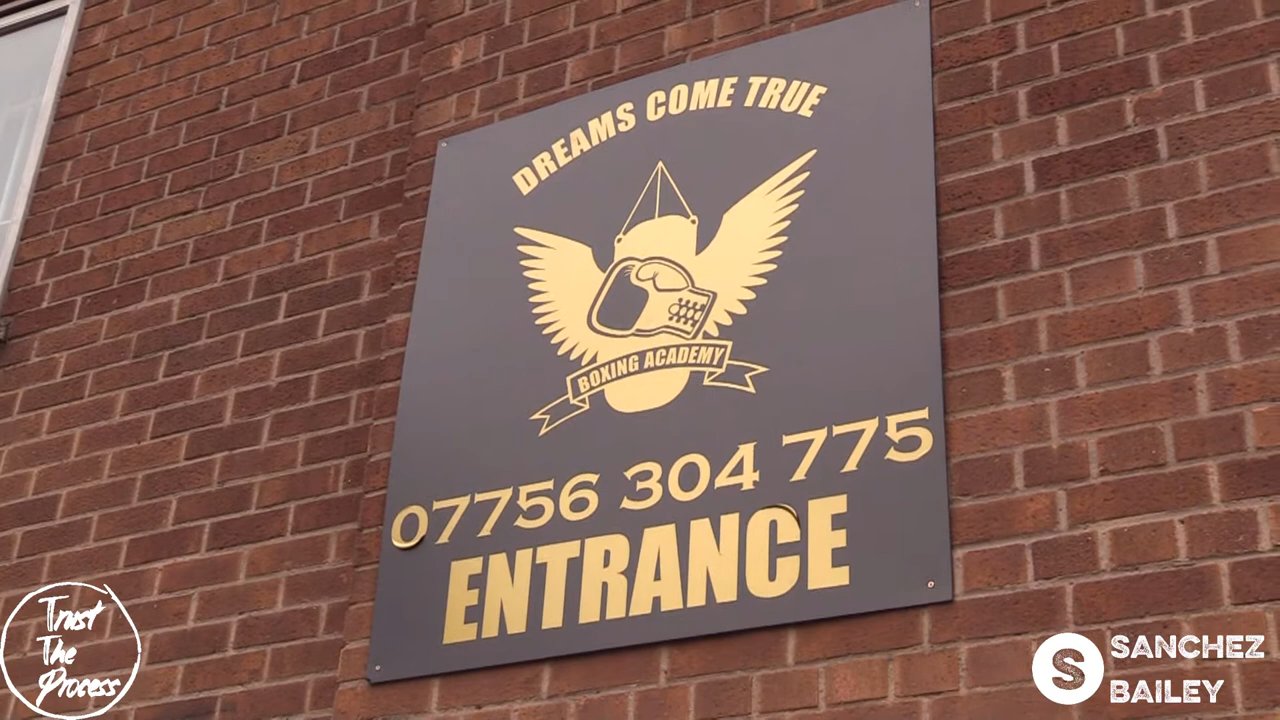 DREAMS COME TRUE
BOXING ACADEMY
07756 304 775
ENTRANCE
Trust
The
Process
S
SANCHEZ
BAILEY